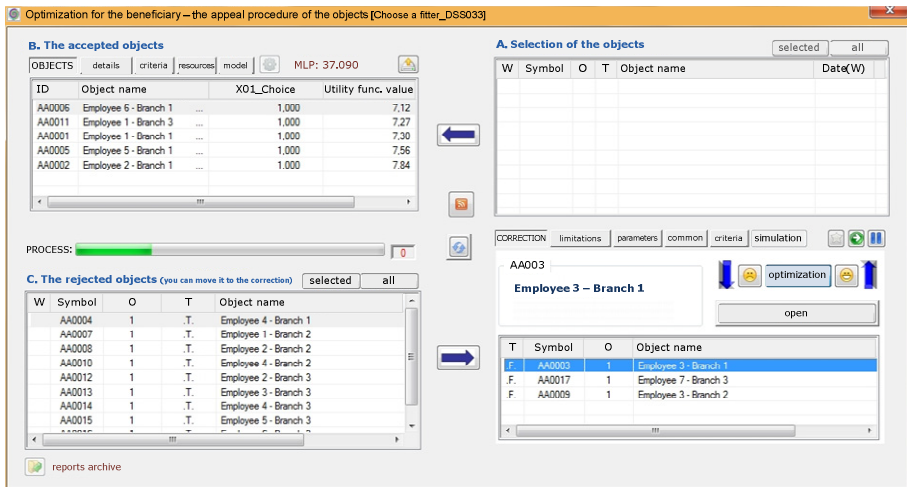 Optimization for the beneficiary – the appeal procedure of the objects [Choose a fitter_DSS033]
B. The accepted objects
OBJECTS details criteria resources model MLP: 37.090
ID Object name X01_Choice Utility func. value
AA0006 Employee 6 - Branch 1 ... 1,000 7,12
AA0011 Employee 1 - Branch 3 ... 1,000 7,27
AA0001 Employee 1 - Branch 1 ... 1,000 7,30
AA0005 Employee 5 - Branch 1 ... 1,000 7,56
AA0002 Employee 2 - Branch 1 ... 1.000 7.84
PROCESS: 0
C. The rejected objects (you can move it to the correction) selected all
W Symbol O T Object name
AA0004 1 .T. Employee 4 - Branch 1
AA0007 1 .T. Employee 1 - Branch 2
AA0008 1 .T. Employee 2 - Branch 2
AA0010 1 .T. Employee 4 - Branch 2
AA0012 1 .T. Employee 2 - Branch 3
AA0013 1 .T. Employee 3 - Branch 3
AA0014 1 .T. Employee 4 - Branch 3
AA0015 1 .T. Employee 5 - Branch 3
reports archive
A. Selection of the objects selected all
W Symbol O T Object name Date(W)
CORRECTION limitations parameters common criteria simulation
AA003
Employee 3 – Branch 1
optimization
open
T Symbol O Object name
.F. AA0003 1 Employee 3 - Branch 1
.F. AA0017 1 Employee 7 - Branch 3
.F. AA0009 1 Employee 3 - Branch 2